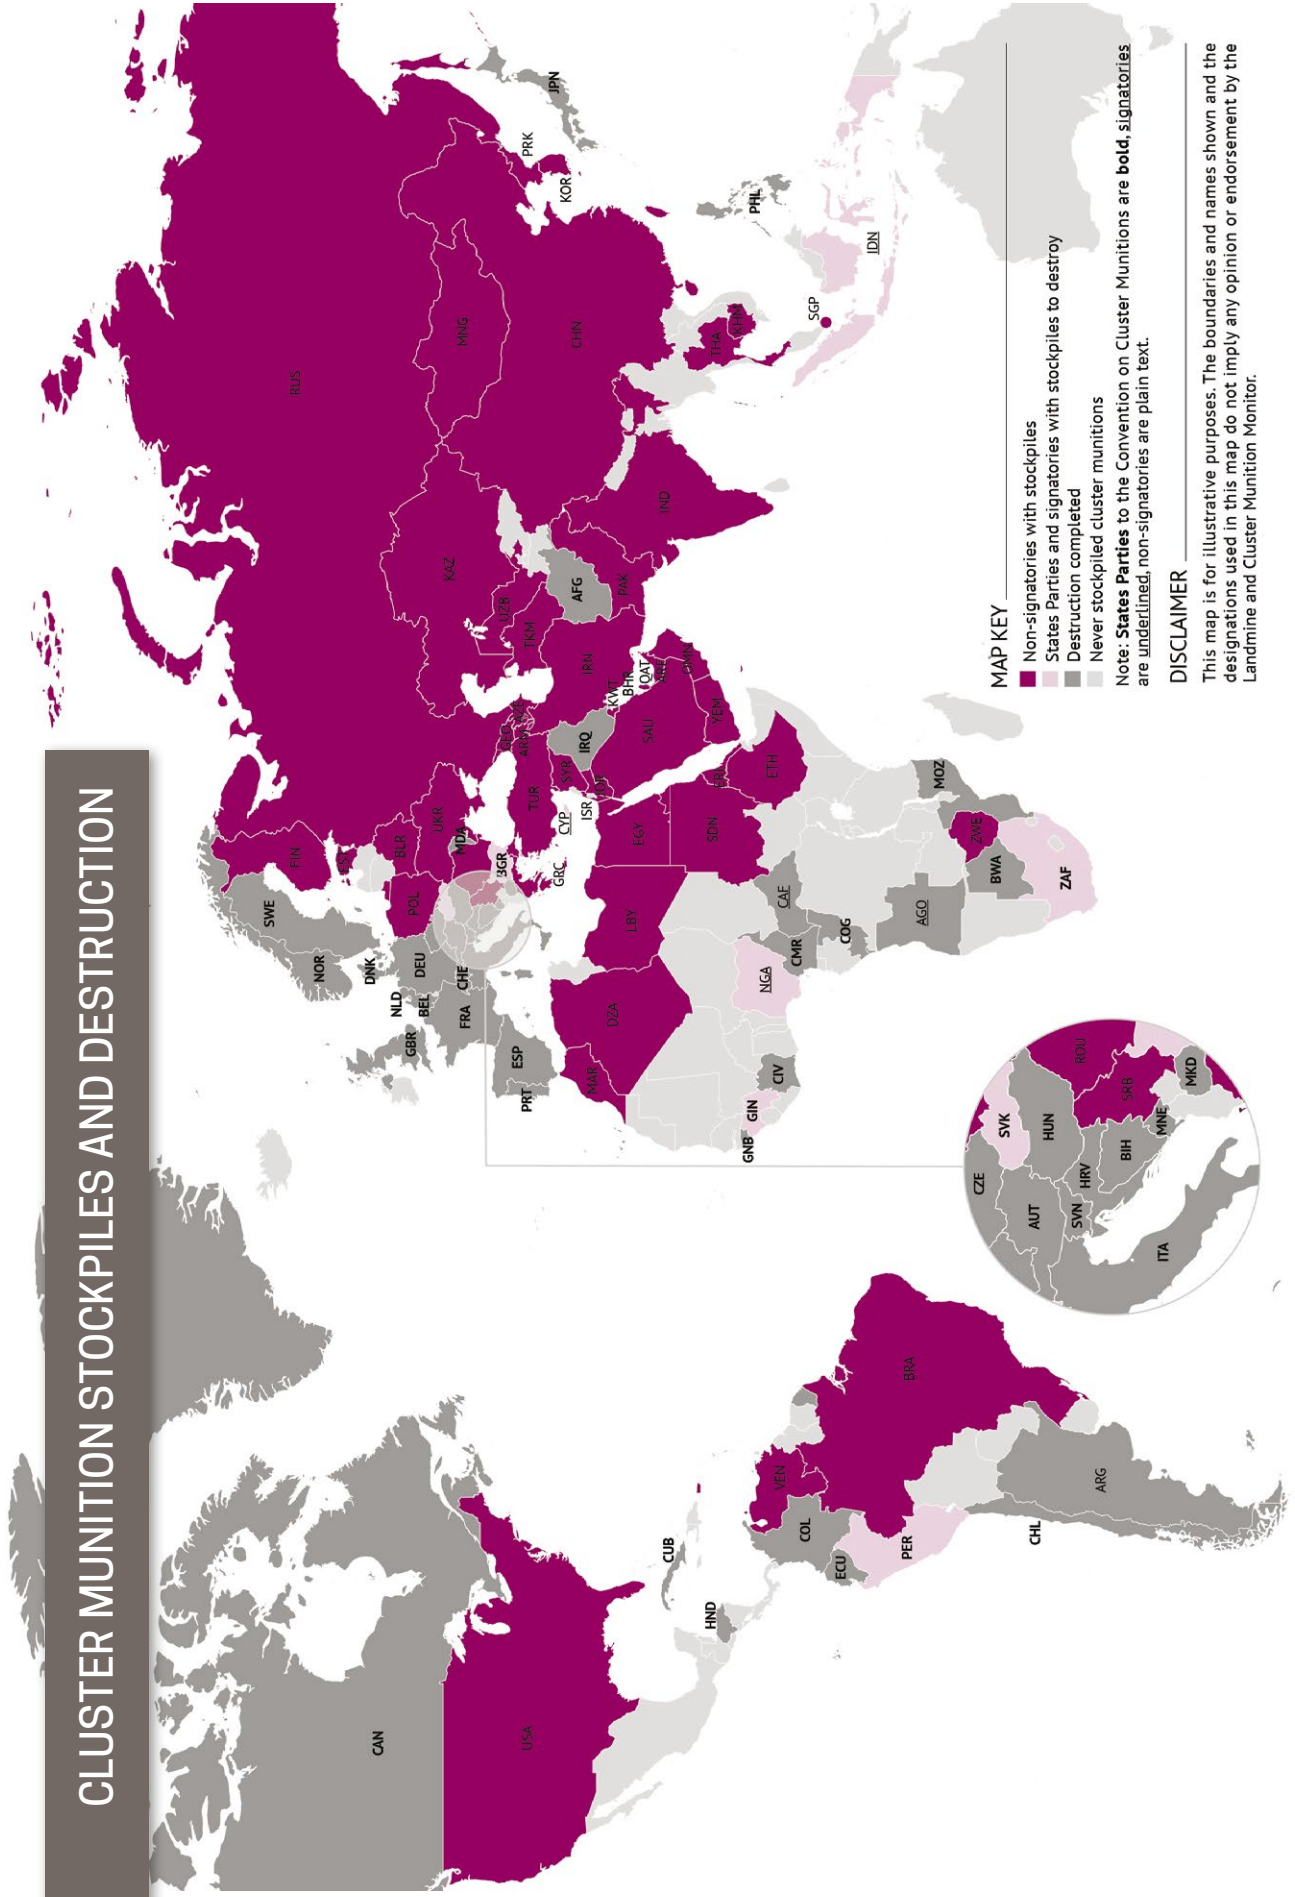 CLUSTER MUNITION STOCKPILES AND DESTRUCTION
CAN
USA
CUB
HND
VEN
COL
ECU
PER
BRA
CHL
ARG
SWE
NOR
FIN
EST
DNK
NLD
BEL
GBR
DEU
POL
BLR
UKR
MDA
CHE
FRA
ESP
PRT
BGR
GRC
CYP
TUR
GEO
ARM
AZE
SYR
IRQ
ISR
JOR
KWT
BHR
QAT
ARE
OMN
YEM
SAU
IRN
RUS
KAZ
UZB
TKM
AFG
PAK
IND
MNG
CHN
PRK
KOR
JPN
PHL
THA
KHM
SGP
IDN
MAR
DZA
LBY
EGY
SDN
ERI
ETH
GNB
GIN
CIV
NGA
CMR
CAF
COG
AGO
MOZ
ZWE
BWA
ZAF
CZE
SVK
AUT
HUN
SVN
HRV
BIH
MNE
SRB
ROU
MKD
ITA
MAP KEY
Non-signatories with stockpiles
States Parties and signatories with stockpiles to destroy
Destruction completed
Never stockpiled cluster munitions
Note: States Parties to the Convention on Cluster Munitions are bold, signatories
are underlined, non-signatories are plain text.
DISCLAIMER
This map is for illustrative purposes. The boundaries and names shown and the
designations used in this map do not imply any opinion or endorsement by the
Landmine and Cluster Munition Monitor.